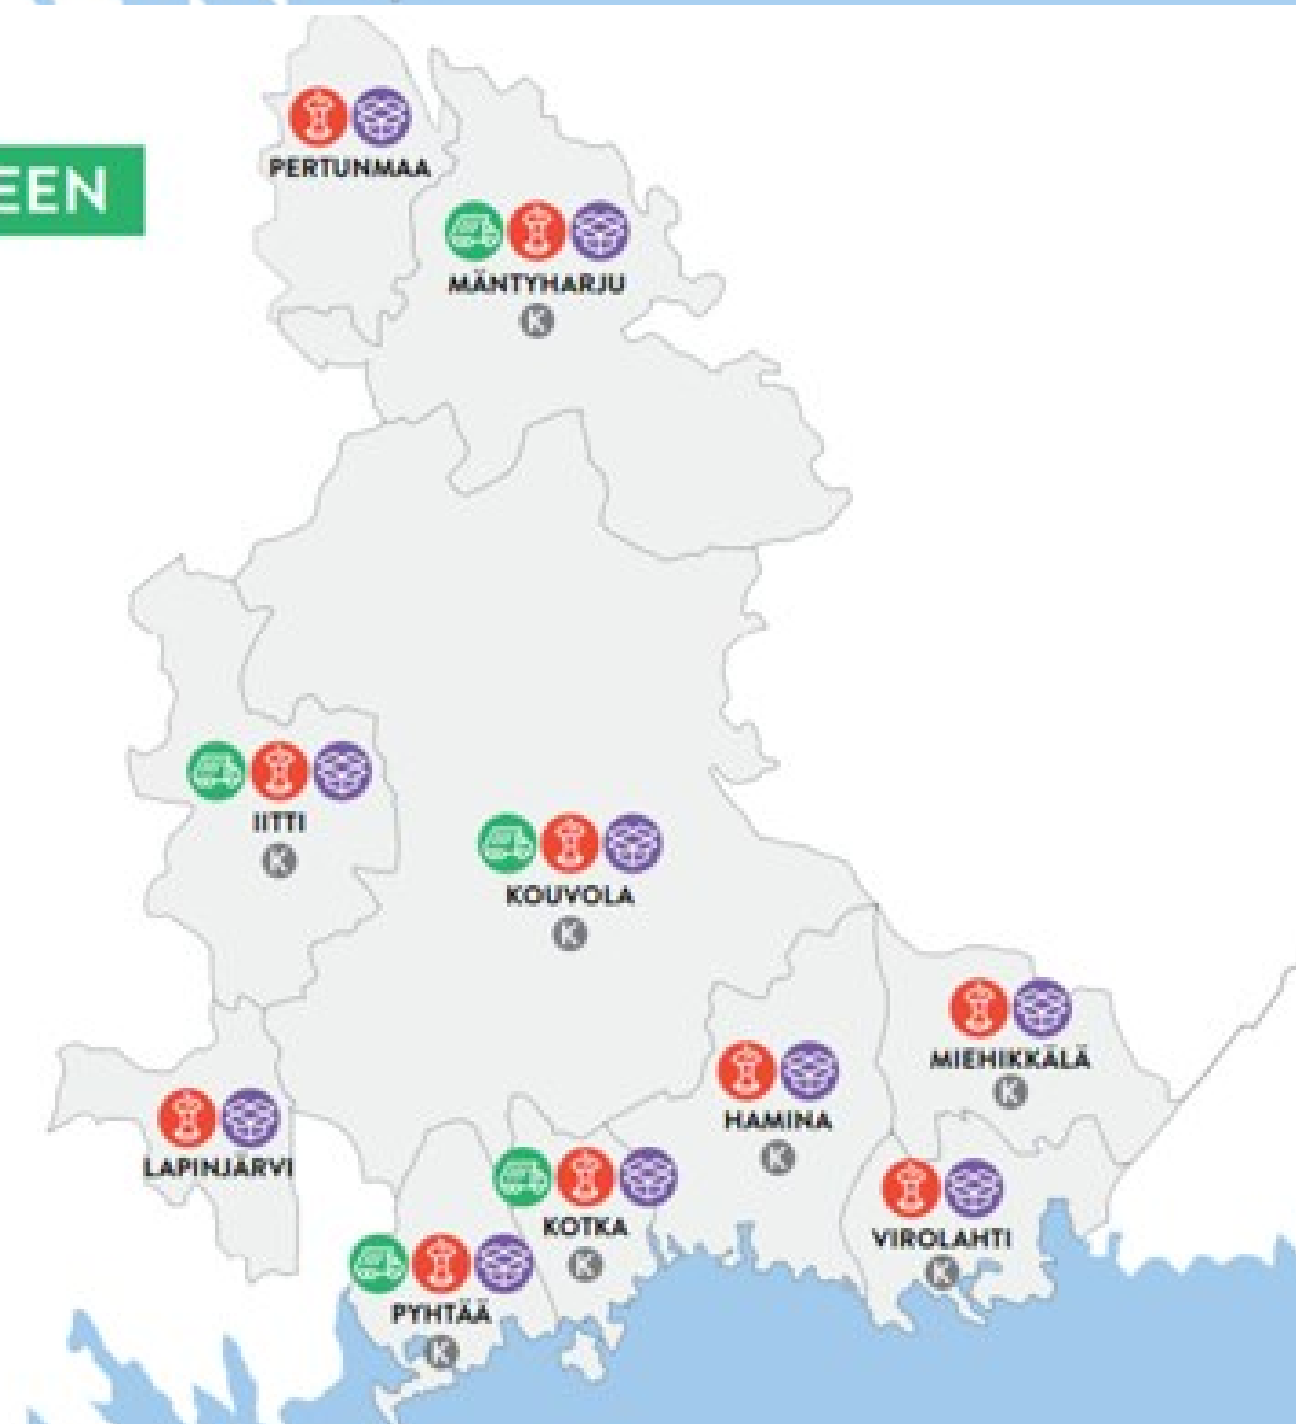 PERTUNMAA
EEN
MÄNTYHARJU
K
IITTI
K
KOUVOLA
K
MIEHIKKÄLÄ
K
HAMINA
K
LAPINJÄRVI
KOTKA
K
VIROLAHTI
K
PYHTÄÄ
K